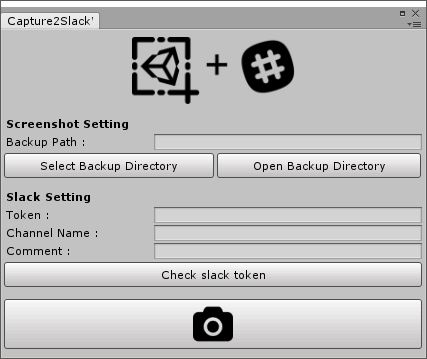 Capture2Slack'
Screenshot Setting
Backup Path :
Select Backup Directory
Open Backup Directory
Slack Setting
Token :
Channel Name :
Comment :
Check slack token